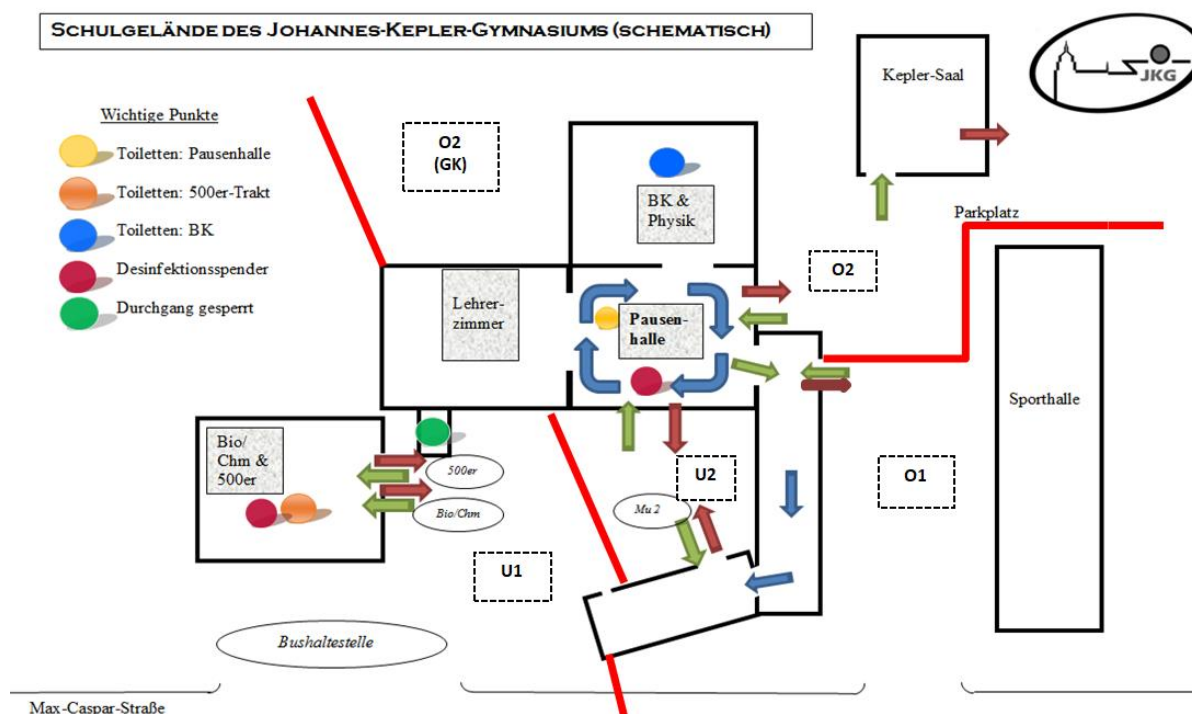 SCHULGELÄNDE DES JOHANNES-KEPLER-GYMNASIUMS (SCHEMATISCH)
JKG
Kepler-Saal
Wichtige Punkte
Toiletten: Pausenhalle
Toiletten: 500er-Trakt
Toiletten: BK
Desinfektionsspender
Durchgang gesperrt
O2
(GK)
BK &
Physik
Parkplatz
O2
Lehrer-
zimmer
Pausen-
halle
Sporthalle
Bio/
Chm &
500er
500er
Bio/Chm
U2
O1
Mu 2
U1
Bushaltestelle
Max-Caspar-Straße